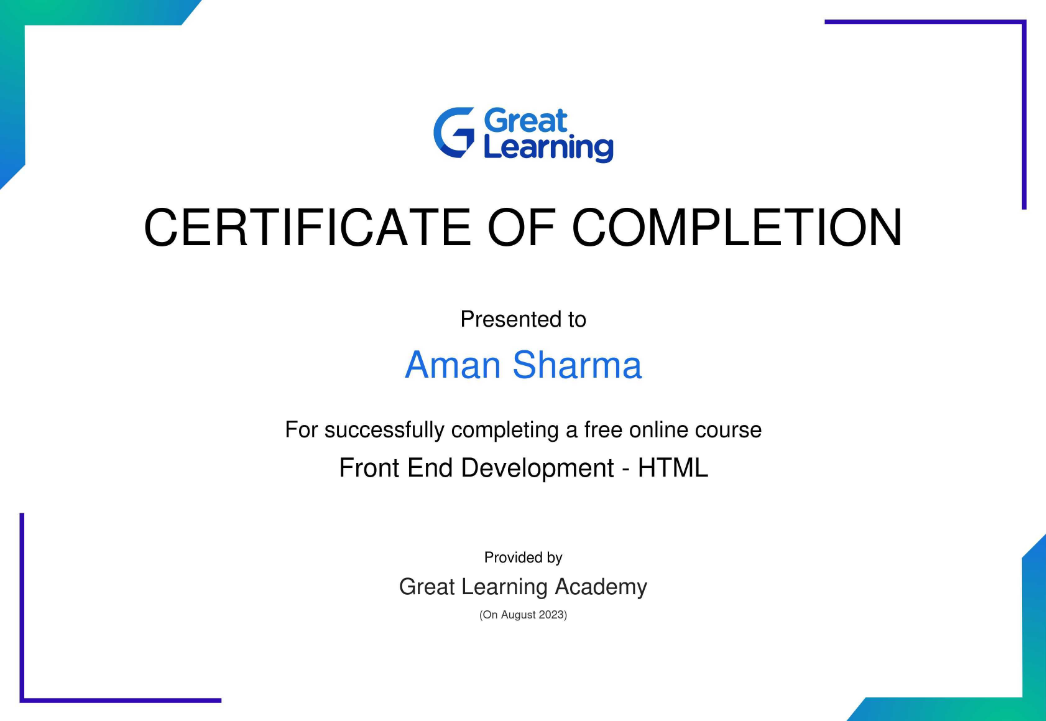 Great
Learning
CERTIFICATE OF COMPLETION
Presented to
Aman Sharma
For successfully completing a free online course
Front End Development - HTML
Provided by
Great Learning Academy
(On August 2023)